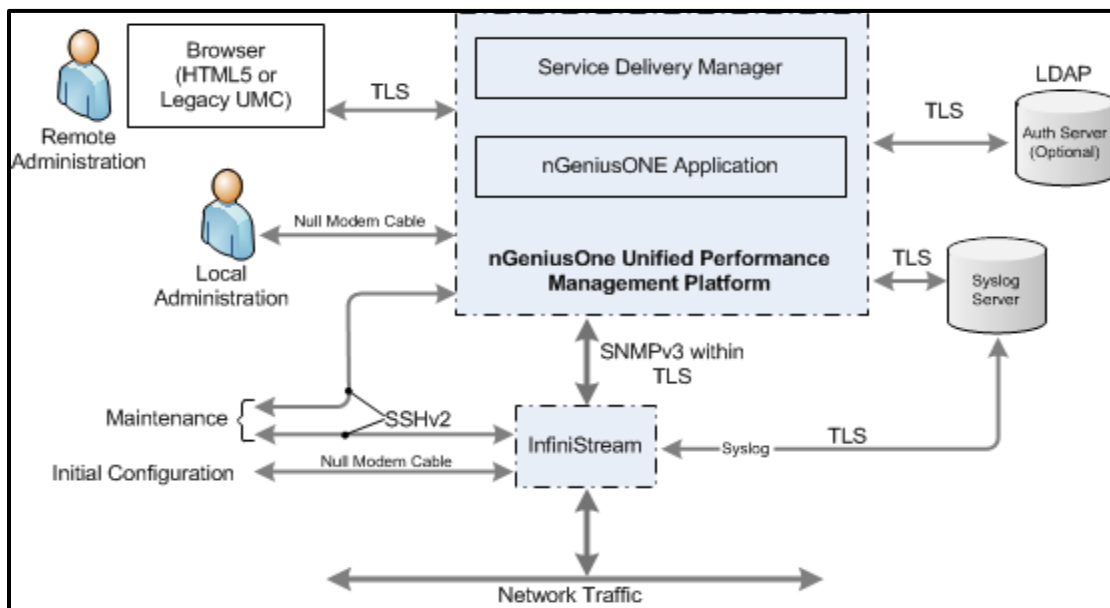 Browser
(HTML5 or
Legacy UMC)
TLS
Remote
Administration
Service Delivery Manager
nGeniusONE Application
nGeniusOne Unified Performance
Management Platform
LDAP
TLS
Auth Server
(Optional)
Null Modem Cable
Local
Administration
TLS
Syslog
Server
SNMPv3 within
TLS
Maintenance
SSHv2
InfiniStream
Syslog
TLS
Initial Configuration
Null Modem Cable
Network Traffic